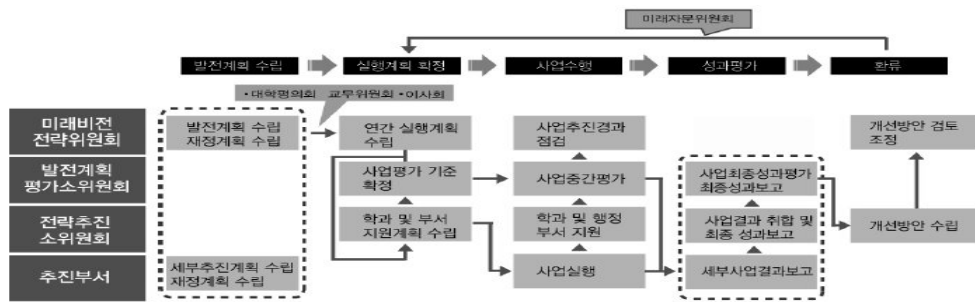 미래자문위원회
발전계획 수립
실행계획 확정
사업수행
성과평가
환류
•대학평의회 교무위원회 •이사회
미래비전
전략위원회
발전계획 수립
재정계획 수립
연간 실행계획
수립
사업추진경과
점검
개선방안 검토
조정
발전계획
평가소위원회
사업평가 기준
확정
사업중간평가
사업최종성과평가
최종성과보고
전략추진
소위원회
학과 및 부서
지원계획 수립
학과 및 행정
부서 지원
사업결과 취합 및
최종 성과보고
개선방안 수립
추진부서
세부추진계획 수립
재정계획 수립
사업실행
세부사업결과보고